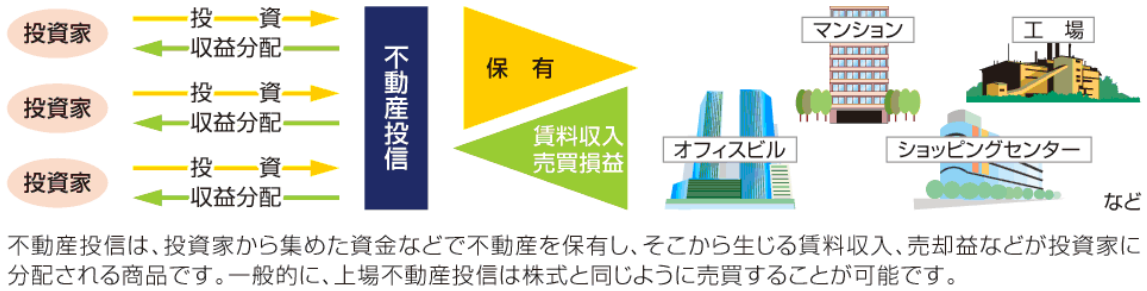 投資家
投　資
収益分配
投資家
投　資
収益分配
投資家
投　資
収益分配
不動産投信
保　有
賃料収入
売買損益
マンション
工　場
オフィスビル
ショッピングセンター
など
不動産投信は、投資家から集めた資金などで不動産を保有し、そこから生じる賃料収入、売却益などが投資家に
分配される商品です。一般的に、上場不動産投信は株式と同じように売買することが可能です。